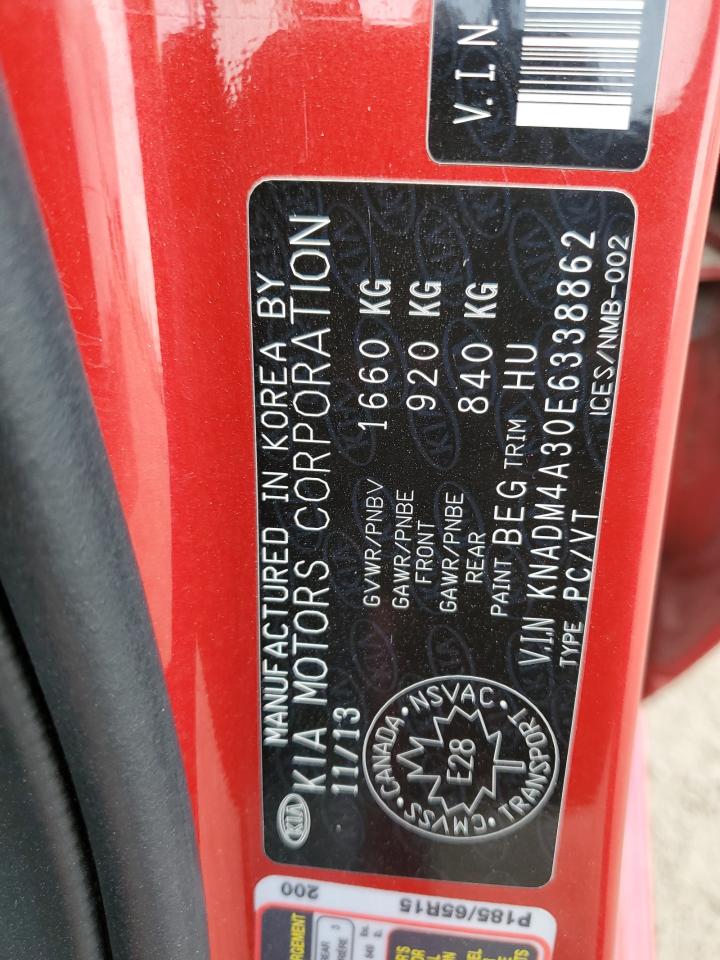 V.I.N.
MANUFACTURED IN KOREA BY
KIA KIA MOTORS CORPORATION
11/13
GVWR/PNBV 1660 KG
GAWR/PNBE FRONT 920 KG
GAWR/PNBE REAR 840 KG
PAINT BEG TRIM HU
V.I.N KNADM4A30E6338862
TYPE PC/VT
ICES/NMB-002
CANADA · NSVAC · TRANSPORT · CMVSS
E28
P185/65R15
200